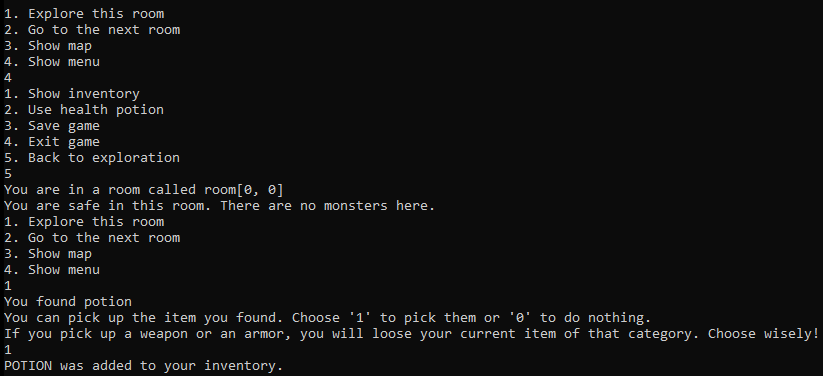 1. Explore this room
2. Go to the next room
3. Show map
4. Show menu
4
1. Show inventory
2. Use health potion
3. Save game
4. Exit game
5. Back to exploration
5
You are in a room called room[0, 0]
You are safe in this room. There are no monsters here.
1. Explore this room
2. Go to the next room
3. Show map
4. Show menu
1
You found potion
You can pick up the item you found. Choose '1' to pick them or '0' to do nothing.
If you pick up a weapon or an armor, you will loose your current item of that category. Choose wisely!
1
POTION was added to your inventory.